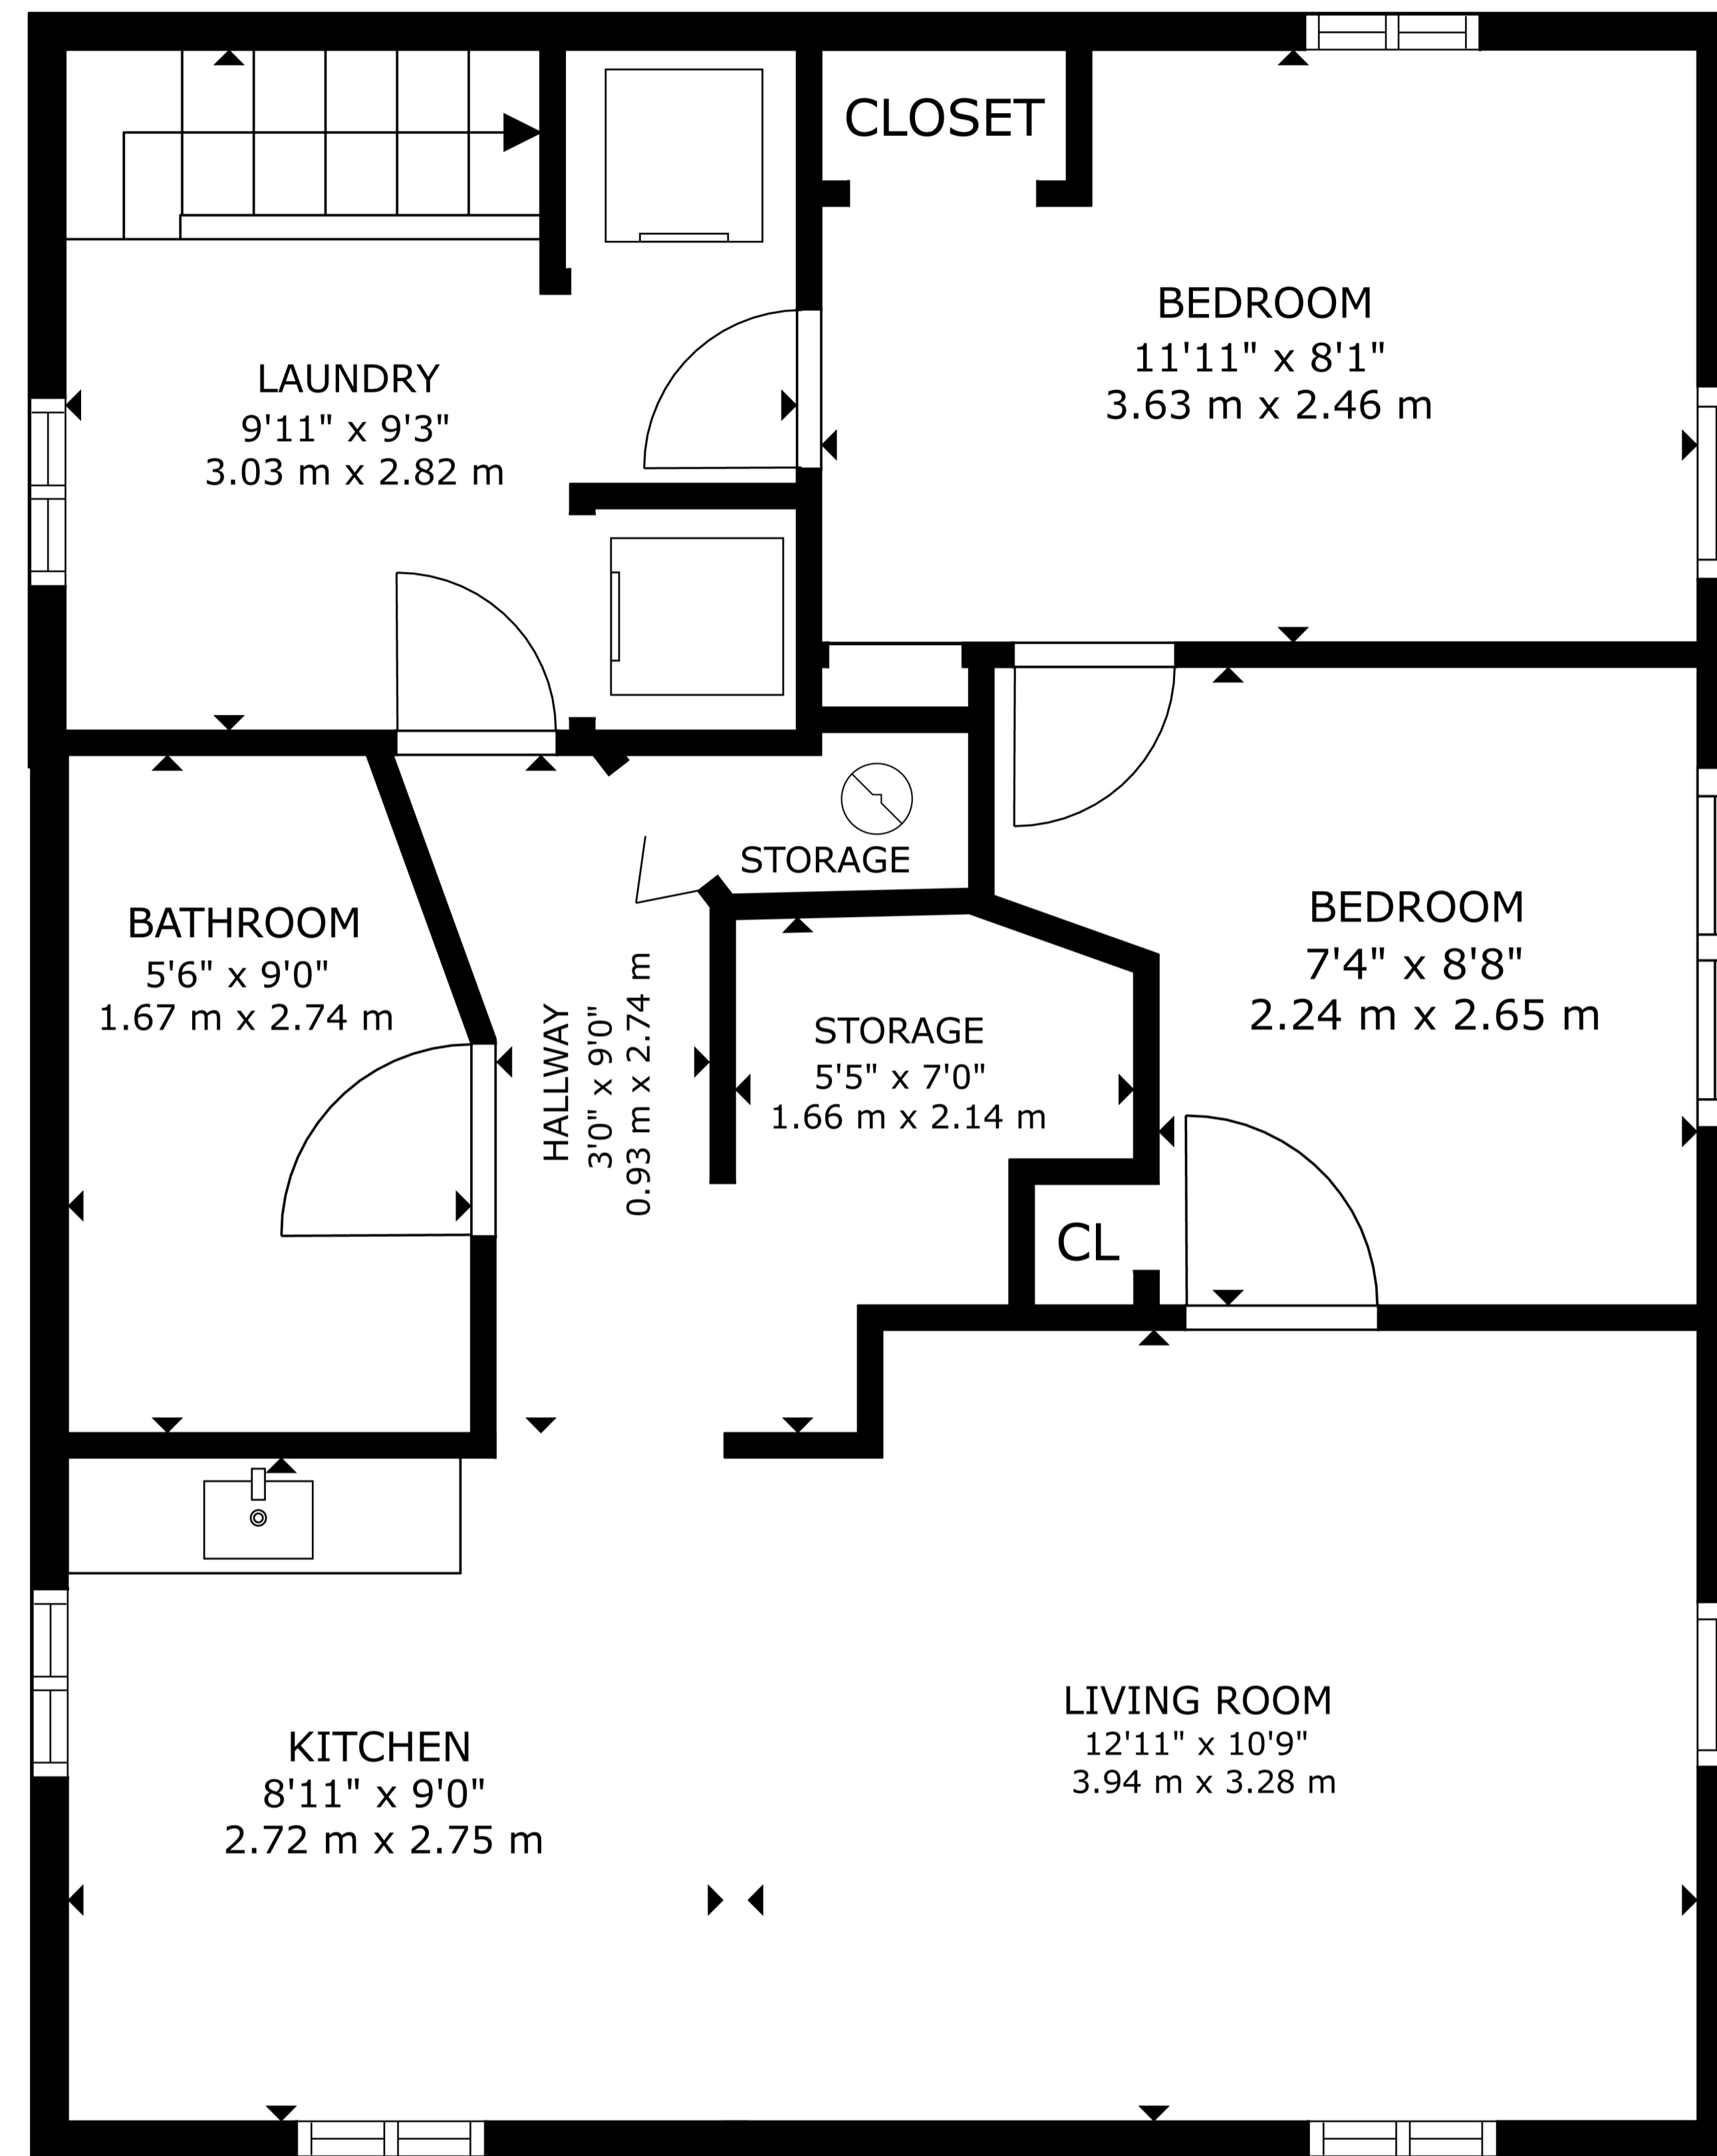 CLOSET
BEDROOM
11'11" x 8'1"
3.63 m x 2.46 m
LAUNDRY
9'11" x 9'3"
3.03 m x 2.82 m
STORAGE
BATHROOM
5'6" x 9'0"
1.67 m x 2.74 m
HALLWAY
3'0" x 9'0"
0.93 m x 2.74 m
STORAGE
5'5" x 7'0"
1.66 m x 2.14 m
BEDROOM
7'4" x 8'8"
2.24 m x 2.65 m
CL
KITCHEN
8'11" x 9'0"
2.72 m x 2.75 m
LIVING ROOM
12'11" x 10'9"
3.94 m x 3.28 m